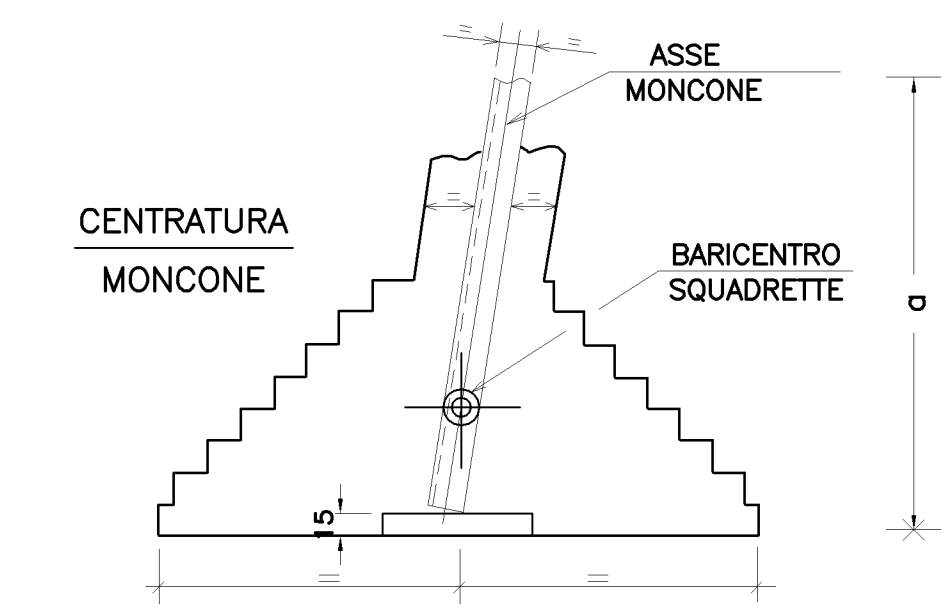 ASSE
MONCONE
CENTRATURA
MONCONE
BARICENTRO
SQUADRETTE
a
15